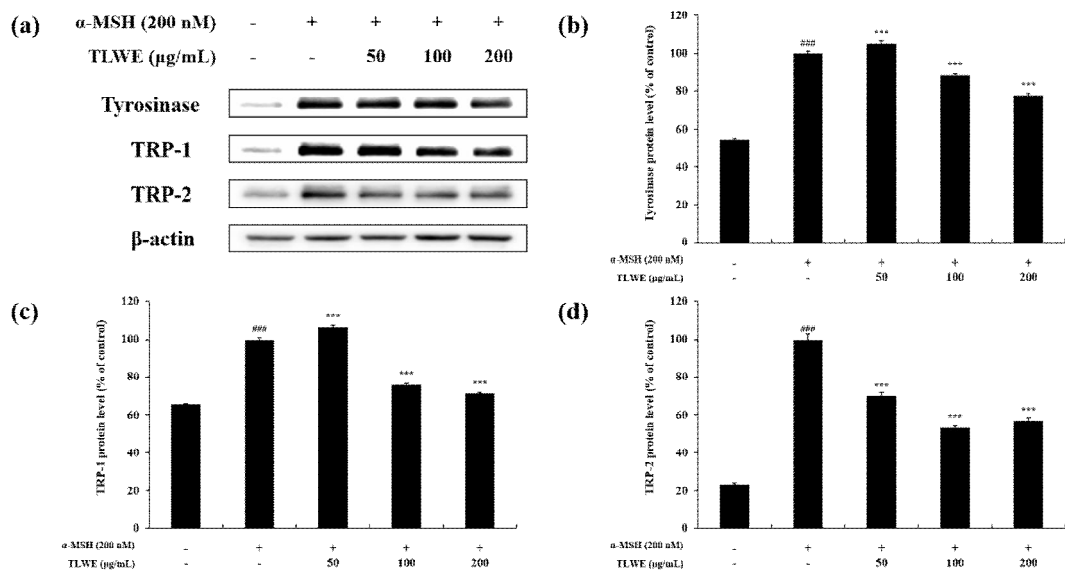 (a)
α-MSH (200 nM) - + + + +
TLWE (μg/mL) - - 50 100 200
Tyrosinase
TRP-1
TRP-2
β-actin
(b)
Tyrosinase protein level (% of control)
120
100
80
60
40
20
0
###
***
***
***
α-MSH (200 nM) - + + + +
TLWE (μg/mL) - - 50 100 200
(c)
TRP-1 protein level (% of control)
120
100
80
60
40
20
0
###
***
***
***
α-MSH (200 nM) - + + + +
TLWE (μg/mL) - - 50 100 200
(d)
TRP-2 protein level (% of control)
120
100
80
60
40
20
0
###
***
***
***
α-MSH (200 nM) - + + + +
TLWE (μg/mL) - - 50 100 200